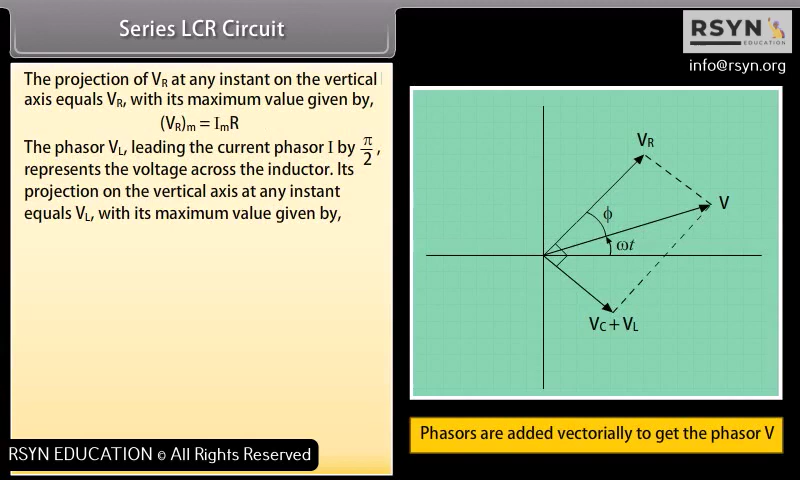 Series LCR Circuit
RSYN
EDUCATION
info@rsyn.org
The projection of VR at any instant on the vertical
axis equals VR, with its maximum value given by,
(VR)m = ImR
The phasor VL, leading the current phasor I by π/2,
represents the voltage across the inductor. Its
projection on the vertical axis at any instant
equals VL, with its maximum value given by,
VR
V
ϕ
ωt
VC + VL
Phasors are added vectorially to get the phasor V
RSYN EDUCATION © All Rights Reserved